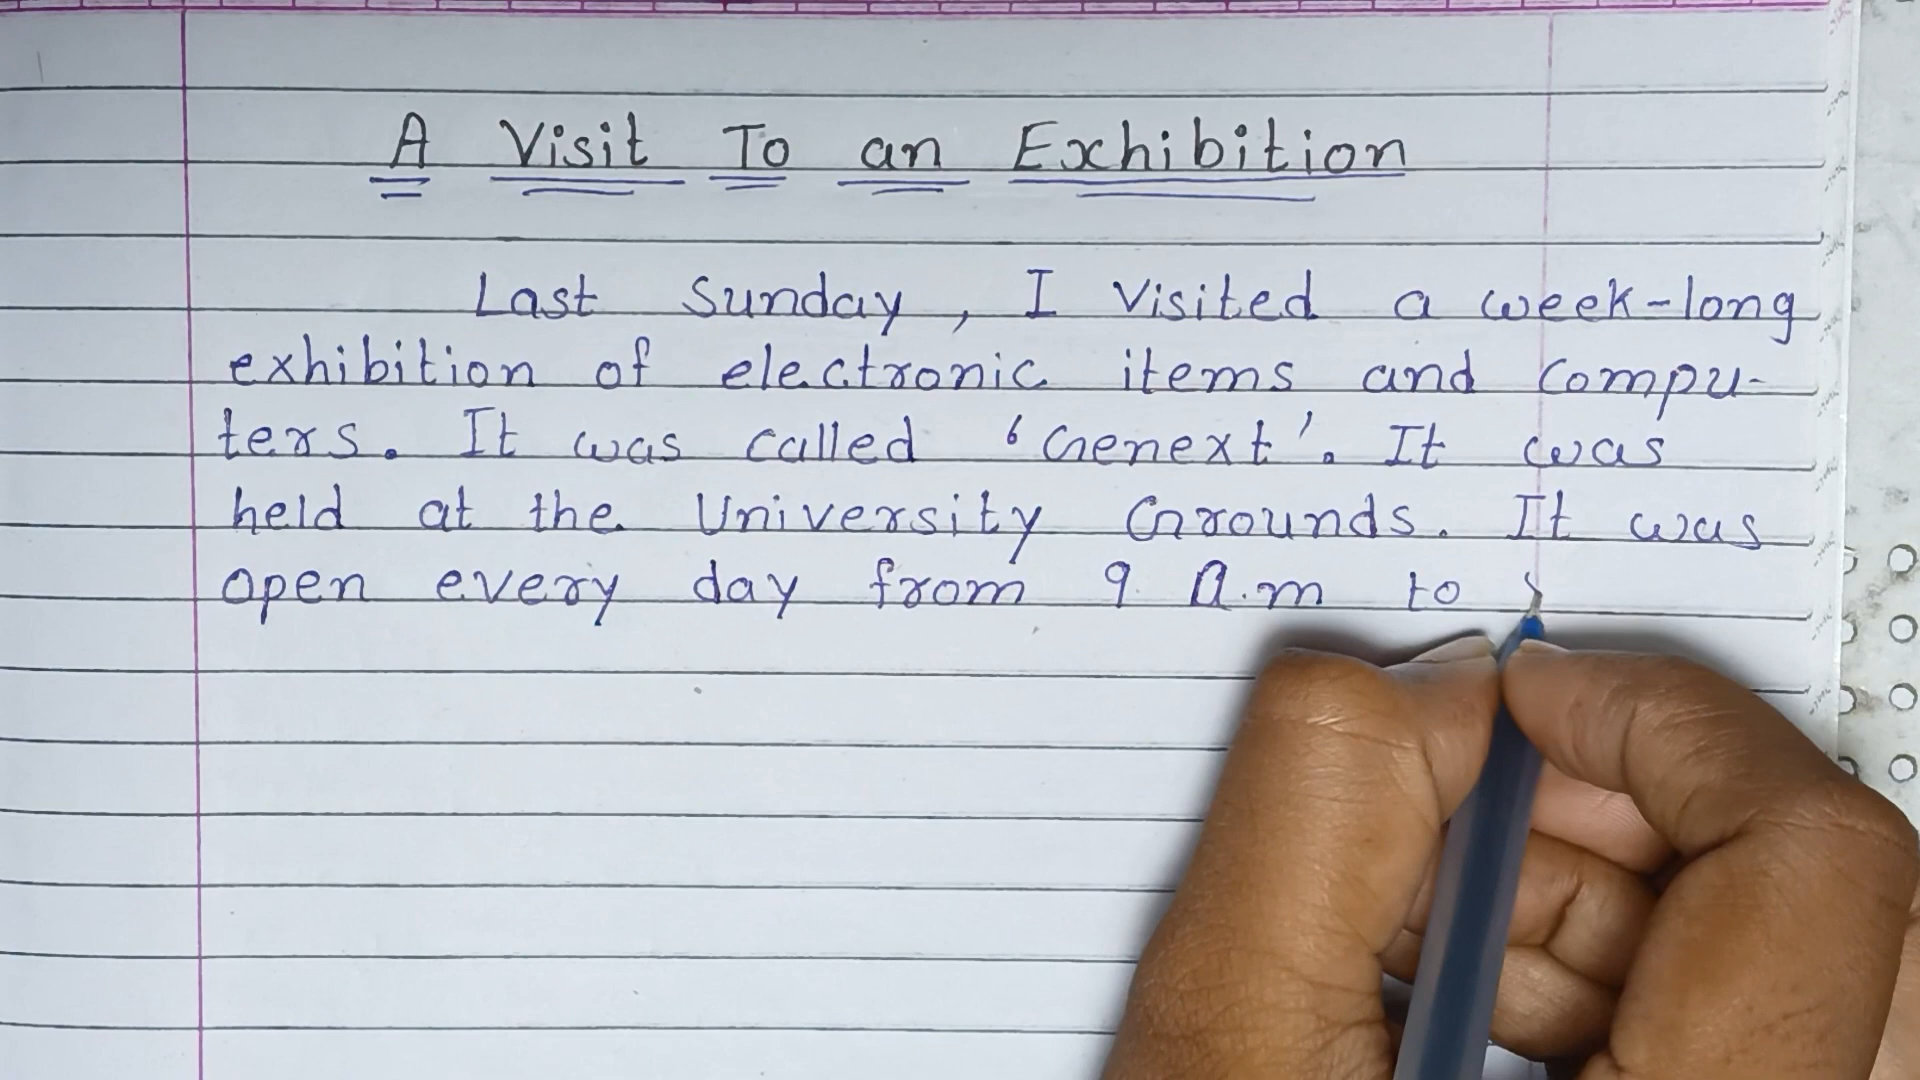 A Visit To an Exhibition
Last Sunday, I visited a week-long
exhibition of electronic items and compu-
ters. It was called 'Genext'. It was
held at the University Grounds. It was
open every day from 9 A.m to